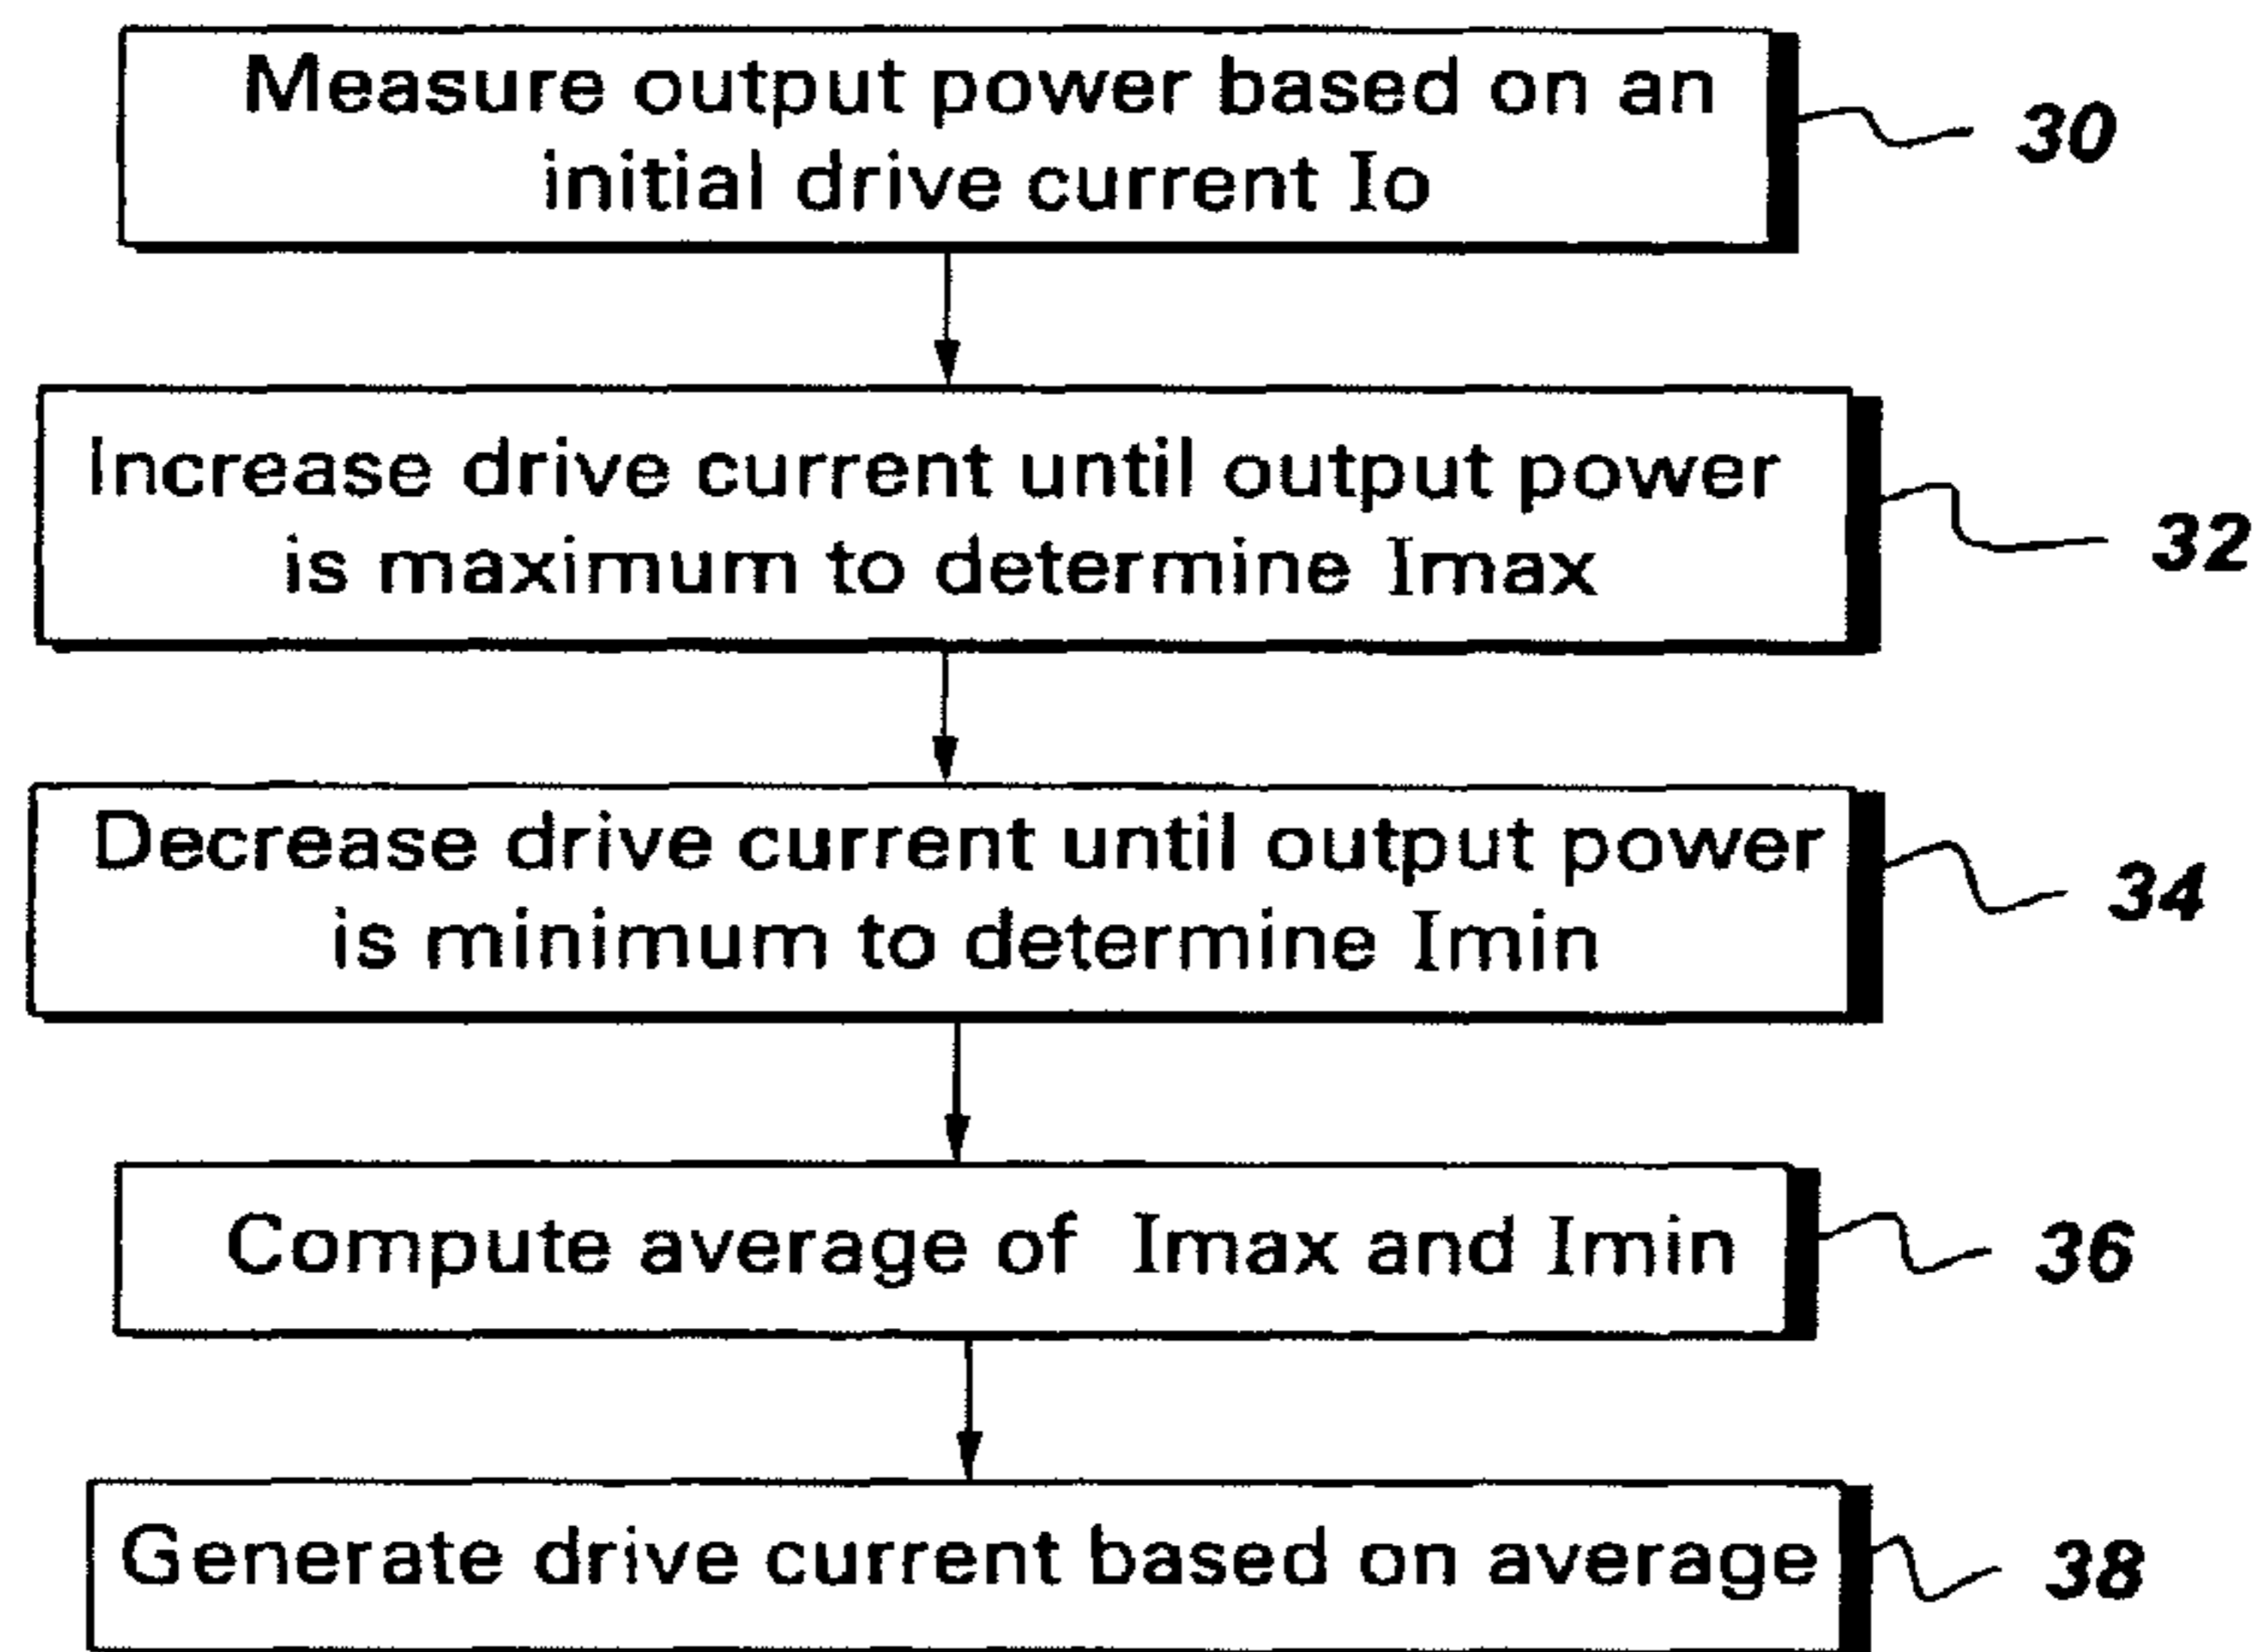 Measure output power based on an
initial drive current Io
30
Increase drive current until output power
is maximum to determine Imax
32
Decrease drive current until output power
is minimum to determine Imin
34
Compute average of Imax and Imin
36
Generate drive current based on average
38